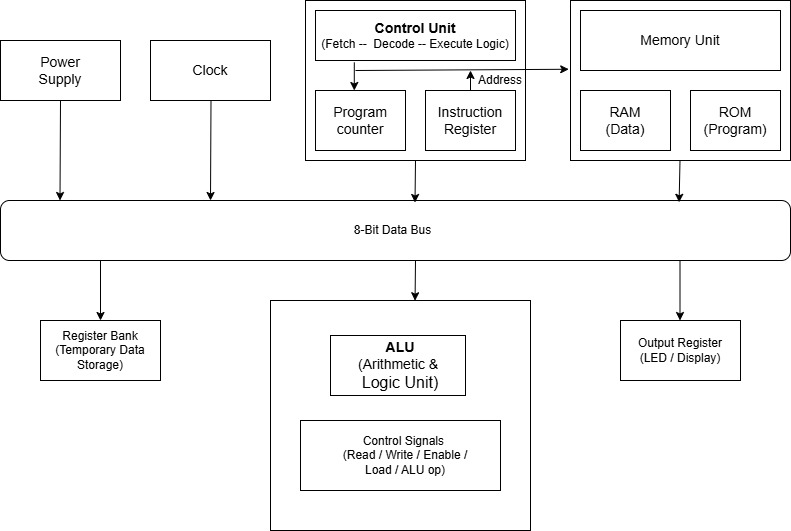 Power
Supply
Clock
Control Unit
(Fetch -- Decode -- Execute Logic)
Address
Program
counter
Instruction
Register
Memory Unit
RAM
(Data)
ROM
(Program)
8-Bit Data Bus
Register Bank
(Temporary Data
Storage)
ALU
(Arithmetic &
Logic Unit)
Control Signals
(Read / Write / Enable /
Load / ALU op)
Output Register
(LED / Display)